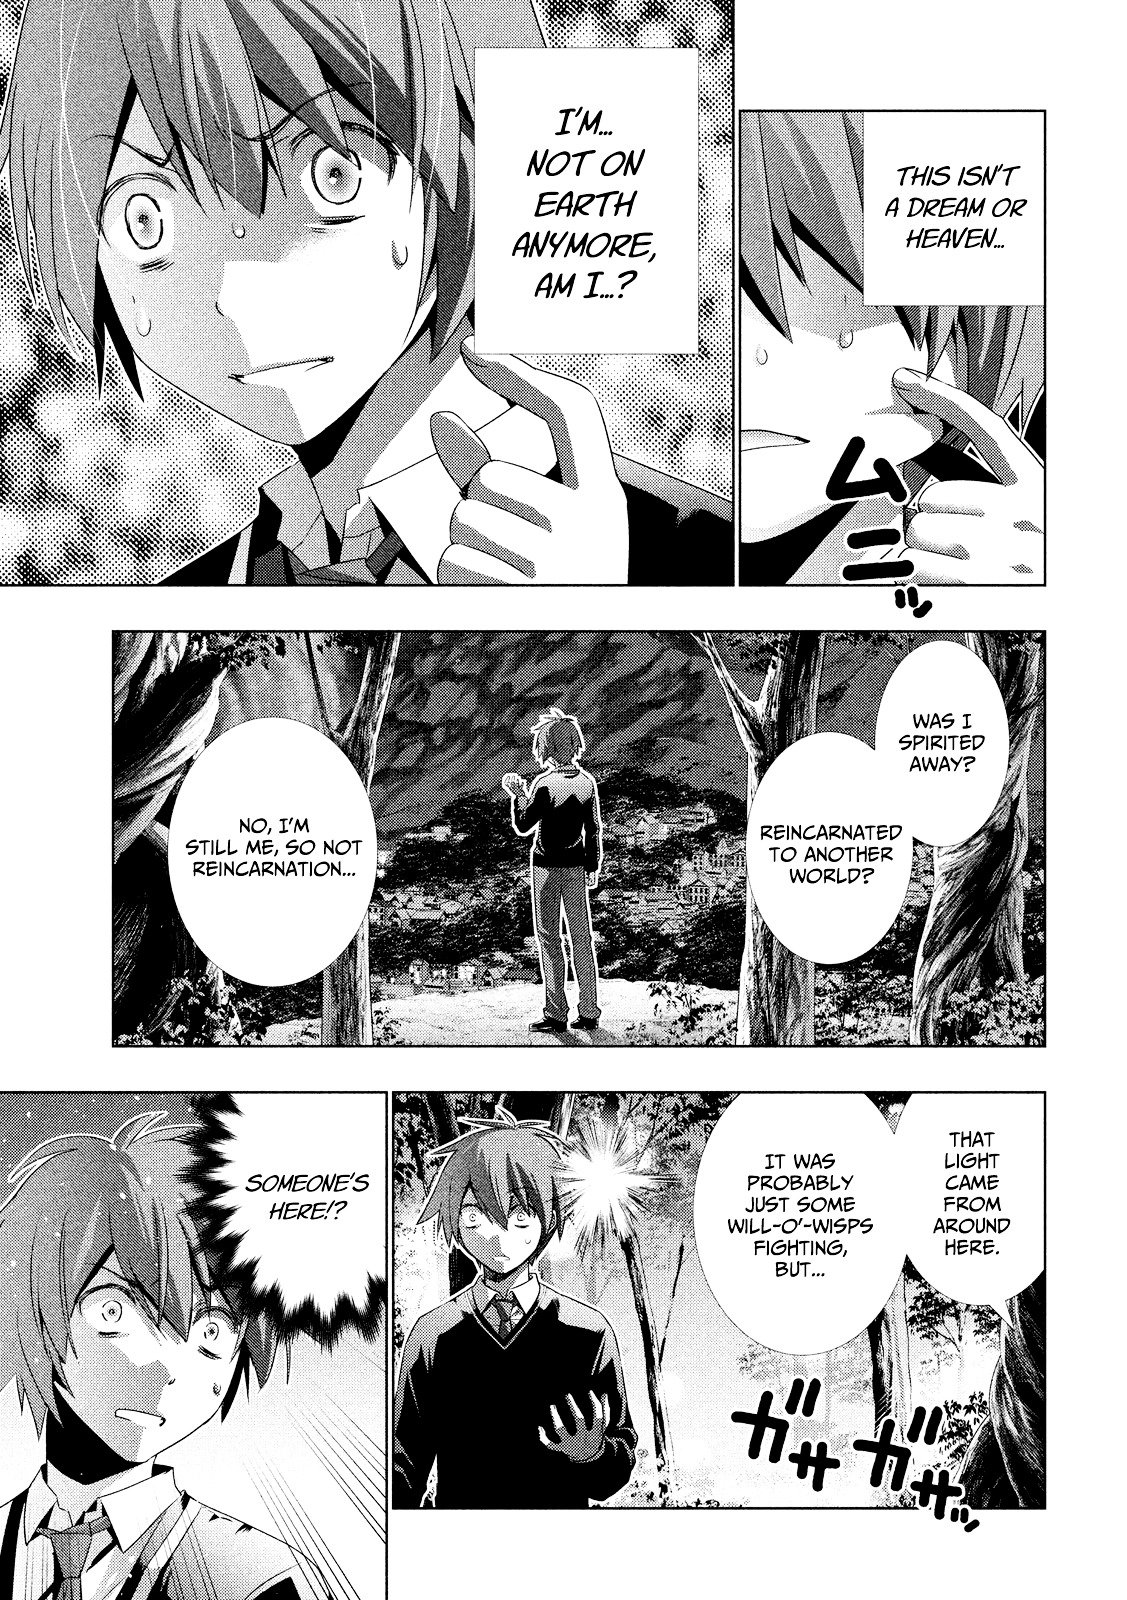 THIS ISN'T
A DREAM OR
HEAVEN...
ムニッ
I'M...
NOT ON
EARTH
ANYMORE,
AM I...?
WAS I
SPIRITED
AWAY?
REINCARNATED
TO ANOTHER
WORLD?
NO, I'M
STILL ME, SO NOT
REINCARNATION...
THAT
LIGHT
CAME
FROM
AROUND
HERE.
IT WAS
PROBABLY
JUST SOME
WILL-O'-WISPS
FIGHTING,
BUT...
ガサ
ガサ
SOMEONE'S
HERE!?